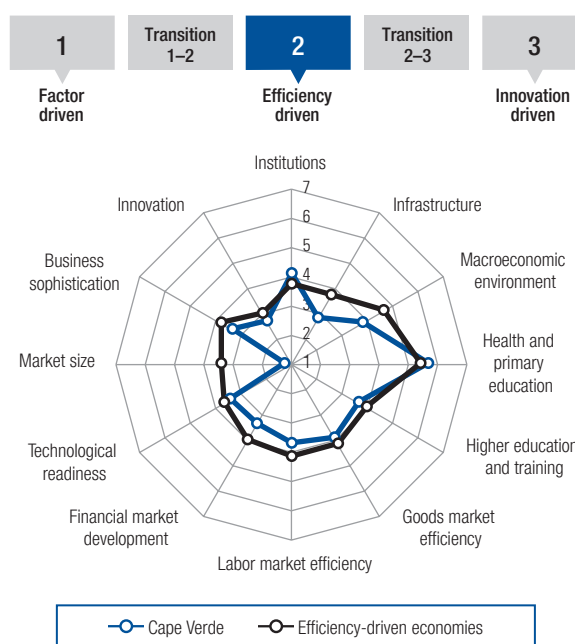 1
Transition
1–2
2
Transition
2–3
3
Factor
driven
Efficiency
driven
Innovation
driven
Institutions
7
6
5
4
3
2
1
Innovation
Infrastructure
Business
sophistication
Macroeconomic
environment
Market size
Health and
primary
education
Technological
readiness
Higher education
and training
Financial market
development
Goods market
efficiency
Labor market efficiency
Cape Verde
Efficiency-driven economies